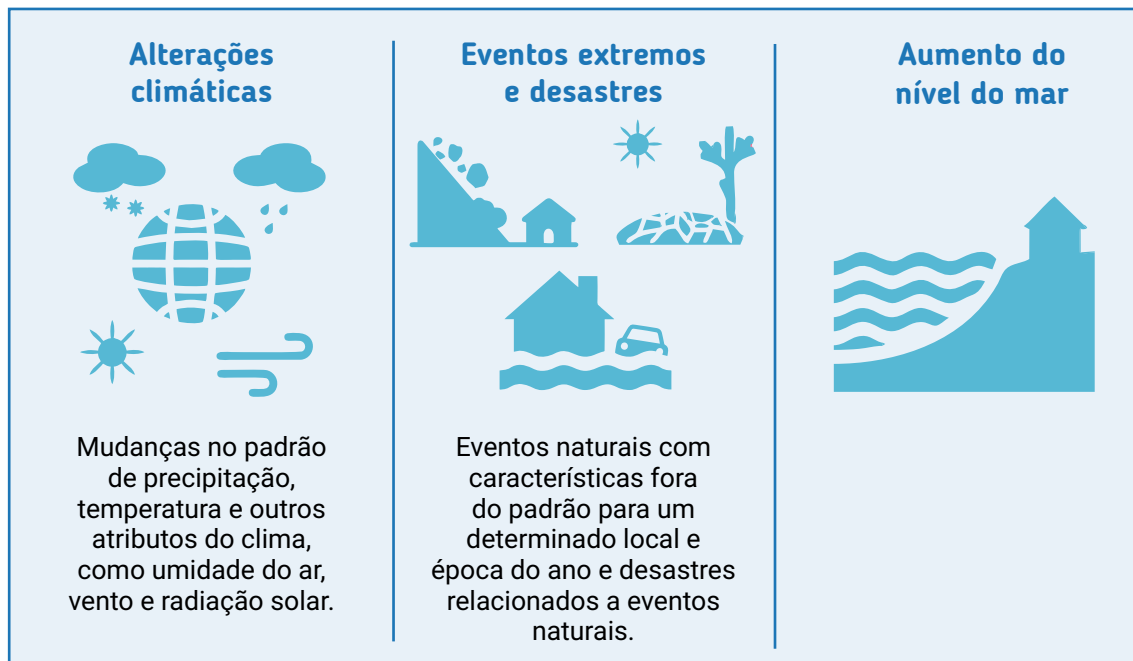 Alterações
climáticas
Mudanças no padrão
de precipitação,
temperatura e outros
atributos do clima,
como umidade do ar,
vento e radiação solar.
Eventos extremos
e desastres
Eventos naturais com
características fora
do padrão para um
determinado local e
época do ano e desastres
relacionados a eventos
naturais.
Aumento do
nível do mar